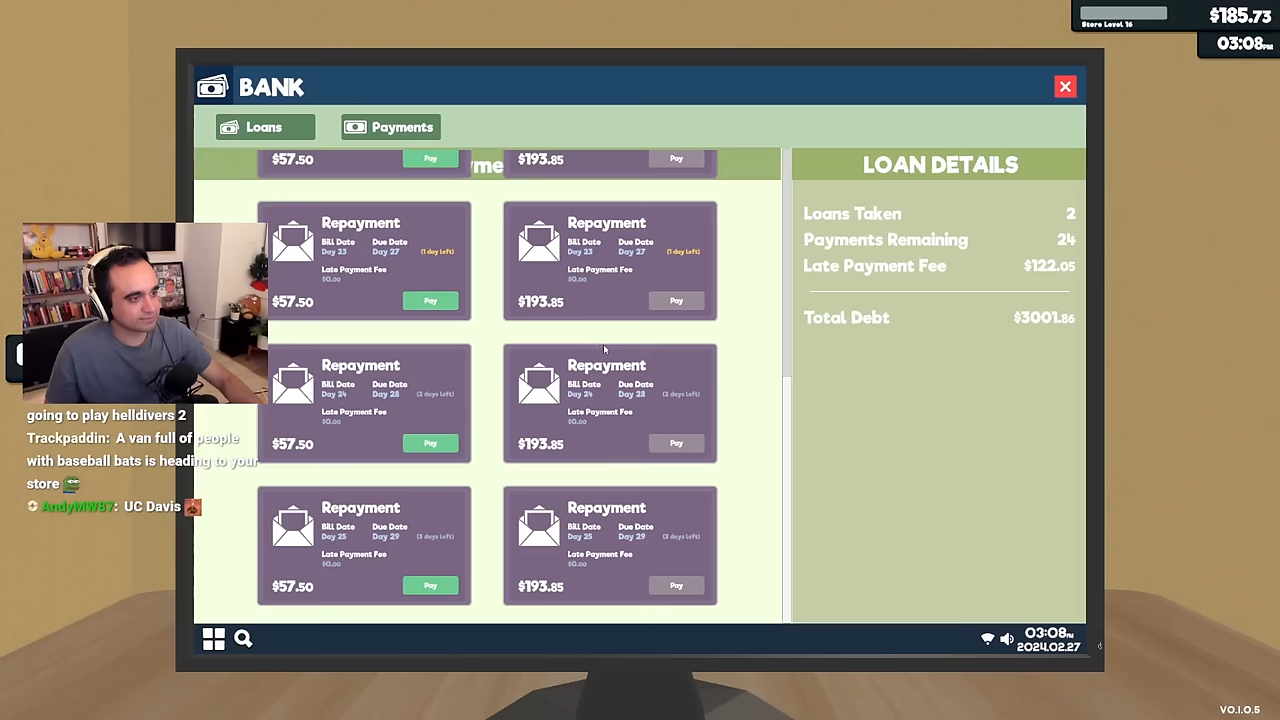 $185.73
Store Level 16
03:08PM
BANK
Loans
Payments
LOAN DETAILS
$57.50
Pay
$193.85
Pay
Repayment
Bill Date
Due Date
Day 23
Day 27
(1 day Left)
Late Payment Fee
$0.00
$57.50
Pay
Repayment
Bill Date
Due Date
Day 23
Day 27
(1 day Left)
Late Payment Fee
$0.00
$193.85
Pay
Repayment
Bill Date
Due Date
Day 24
Day 28
(2 days Left)
Late Payment Fee
$0.00
$57.50
Pay
Repayment
Bill Date
Due Date
Day 24
Day 28
(2 days Left)
Late Payment Fee
$0.00
$193.85
Pay
Repayment
Bill Date
Due Date
Day 25
Day 29
(3 days Left)
Late Payment Fee
$0.00
$57.50
Pay
Repayment
Bill Date
Due Date
Day 25
Day 29
(3 days Left)
Late Payment Fee
$0.00
$193.85
Pay
Loans Taken 2
Payments Remaining 24
Late Payment Fee $122.05
Total Debt $3001.86
going to play helldivers 2
Trackpaddin: A van full of people
with baseball bats is heading to your
store
AndyMW87: UC Davis
03:08PM
2024.02.27
V0.1.0.5